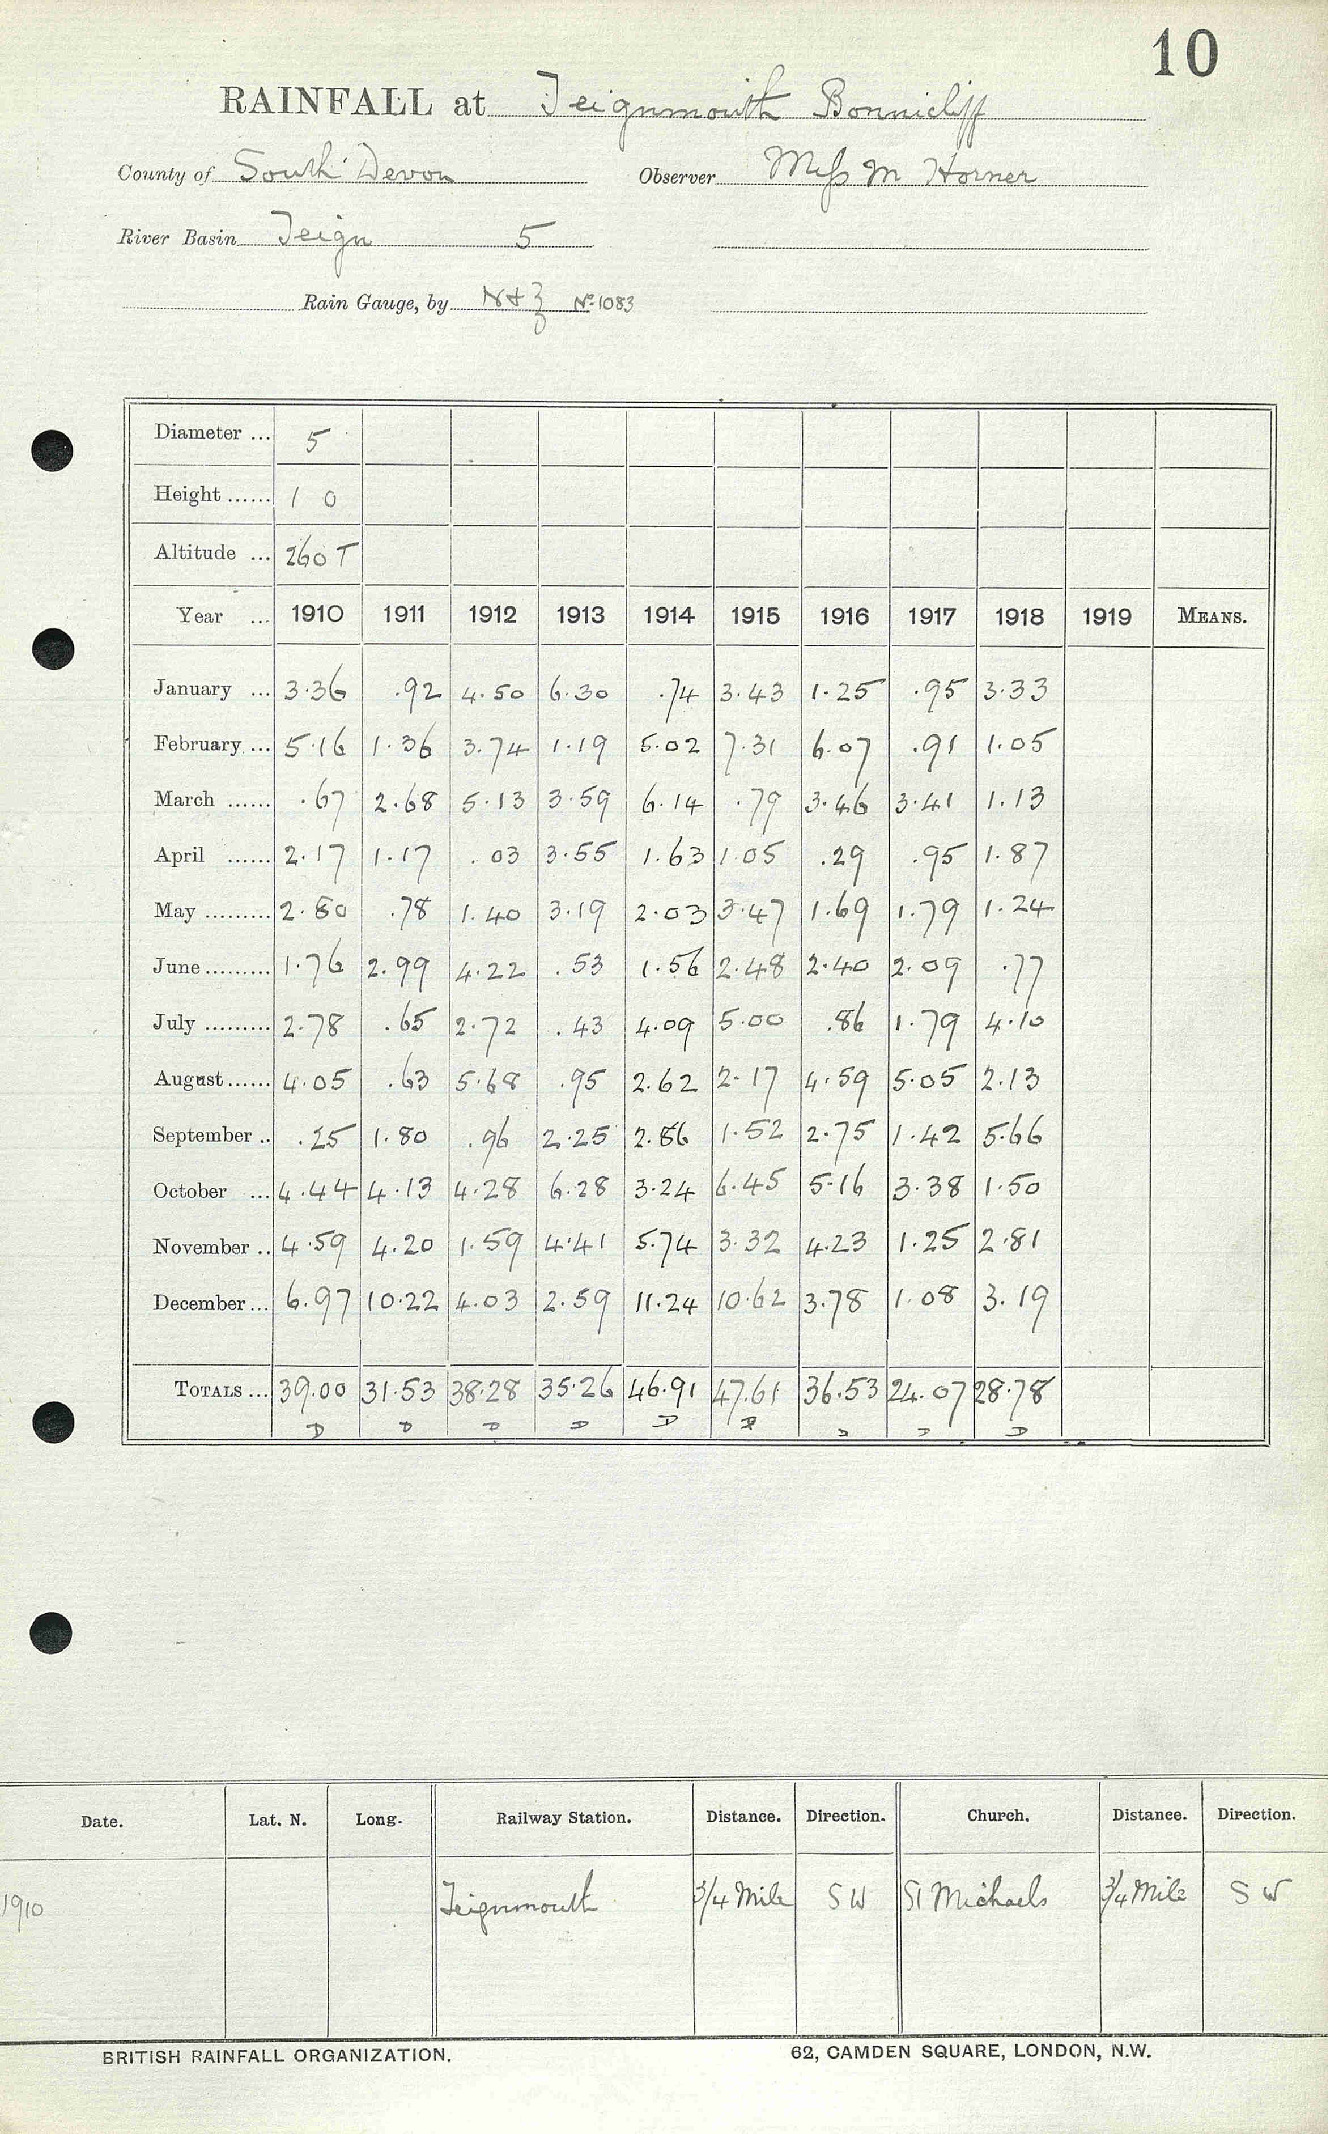 10
RAINFALL at Teignmouth Bonnicliff
County of South Devon Observer Miss M Horner
River Basin Teign 5
Rain Gauge, by N+Z No 1083
Diameter ... 5
Height ...... 1 0
Altitude ... 260 T
Year ... 1910 1911 1912 1913 1914 1915 1916 1917 1918 1919 MEANS.
January ... 3.36 .92 4.50 6.30 .74 3.43 1.25 .95 3.33
February ... 5.16 1.36 3.74 1.19 5.02 7.31 6.07 .91 1.05
March ...... .67 2.68 5.13 3.59 6.14 .79 3.46 3.41 1.13
April ...... 2.17 1.17 .03 3.55 1.63 1.05 .29 .95 1.87
May ......... 2.80 .78 1.40 3.19 2.03 3.47 1.69 1.79 1.24
June ......... 1.76 2.99 4.22 .53 1.56 2.48 2.40 2.09 .77
July ......... 2.78 .65 2.72 .43 4.09 5.00 .86 1.79 4.10
August ...... 4.05 .63 5.68 .95 2.62 2.17 4.59 5.05 2.13
September .. .25 1.80 .96 2.25 2.86 1.52 2.75 1.42 5.66
October ... 4.44 4.13 4.28 6.28 3.24 6.45 5.16 3.38 1.50
November .. 4.59 4.20 1.59 4.41 5.74 3.32 4.23 1.25 2.81
December ... 6.97 10.22 4.03 2.59 11.24 10.62 3.78 1.08 3.19
TOTALS ... 39.00 31.53 38.28 35.26 46.91 47.61 36.53 24.07 28.78
D D D D D D D D D
Date. Lat. N. Long. Railway Station. Distance. Direction. Church. Distance. Direction.
1910 Teignmouth 3/4 Mile S W St Michaels 3/4 Mile S W
BRITISH RAINFALL ORGANIZATION. 62, CAMDEN SQUARE, LONDON, N.W.